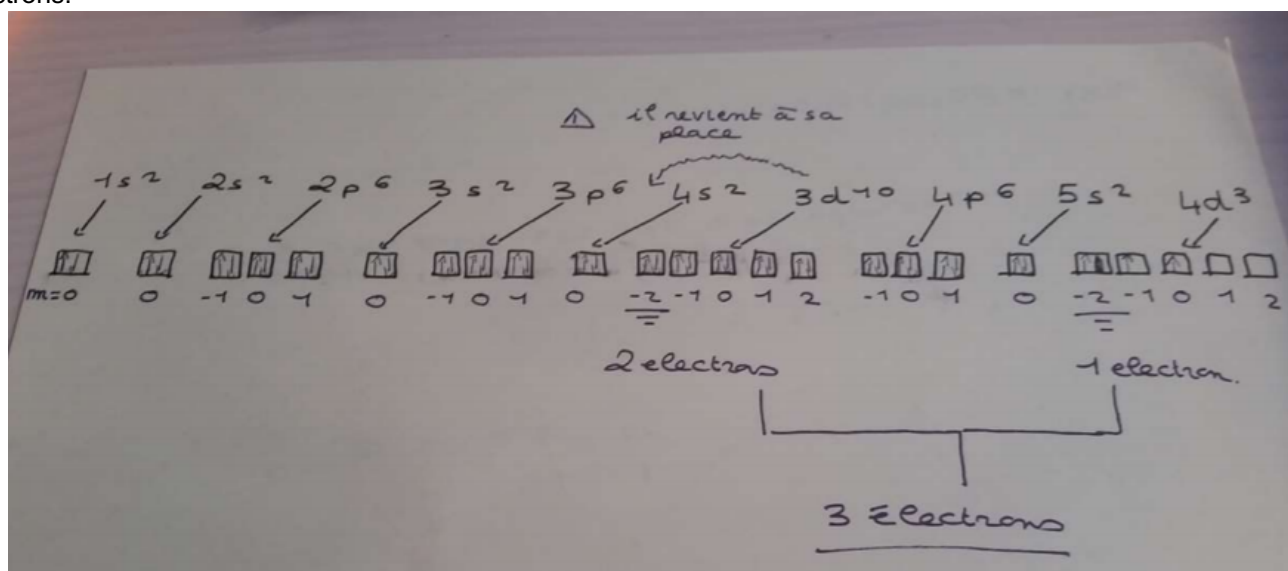 ctrons.
⚠ il revient à sa
place
1s² 2s² 2p⁶ 3s² 3p⁶ 4s² 3d¹⁰ 4p⁶ 5s² 4d³
m=0 0 -1 0 1 0 -1 0 1 0 -2 -1 0 1 2 -1 0 1 0 -2 -1 0 1 2
2 electrons 1 electron.
3 électrons